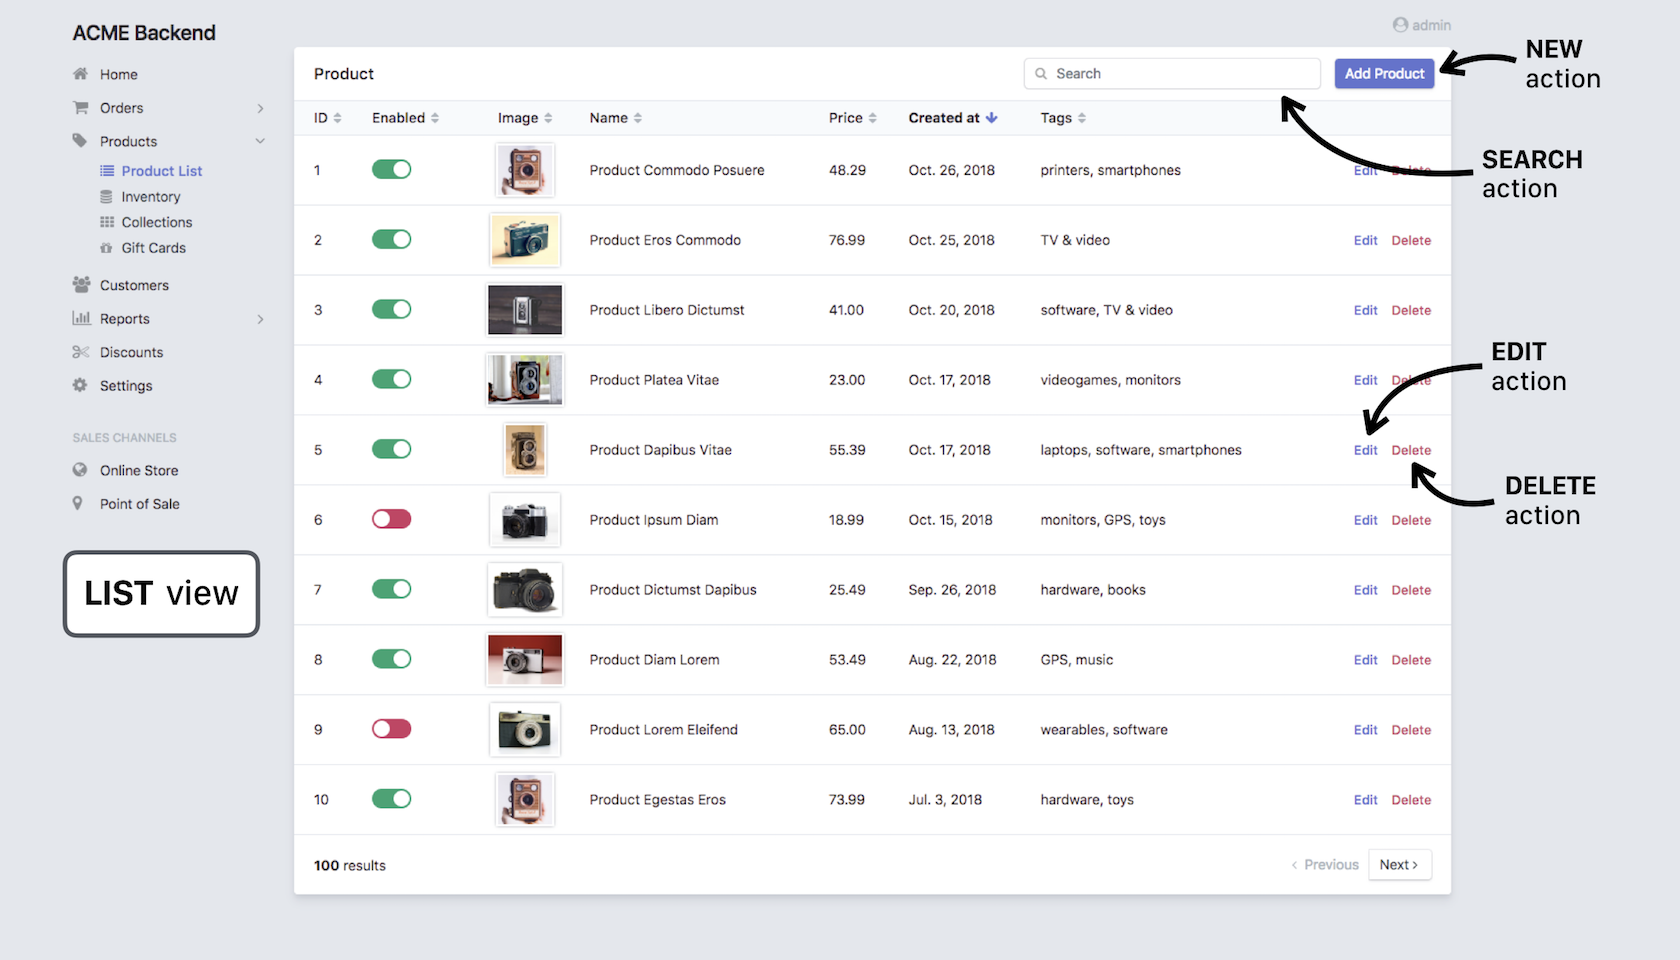 ACME Backend
admin
Home
Orders
Products
Product List
Inventory
Collections
Gift Cards
Customers
Reports
Discounts
Settings
SALES CHANNELS
Online Store
Point of Sale
LIST view
Product
Search
Add Product
NEW
action
SEARCH
action
EDIT
action
DELETE
action
ID Enabled Image Name Price Created at Tags
1 Product Commodo Posuere 48.29 Oct. 26, 2018 printers, smartphones Edit Delete
2 Product Eros Commodo 76.99 Oct. 25, 2018 TV & video Edit Delete
3 Product Libero Dictumst 41.00 Oct. 20, 2018 software, TV & video Edit Delete
4 Product Platea Vitae 23.00 Oct. 17, 2018 videogames, monitors Edit Delete
5 Product Dapibus Vitae 55.39 Oct. 17, 2018 laptops, software, smartphones Edit Delete
6 Product Ipsum Diam 18.99 Oct. 15, 2018 monitors, GPS, toys Edit Delete
7 Product Dictumst Dapibus 25.49 Sep. 26, 2018 hardware, books Edit Delete
8 Product Diam Lorem 53.49 Aug. 22, 2018 GPS, music Edit Delete
9 Product Lorem Eleifend 65.00 Aug. 13, 2018 wearables, software Edit Delete
10 Product Egestas Eros 73.99 Jul. 3, 2018 hardware, toys Edit Delete
100 results
Previous Next